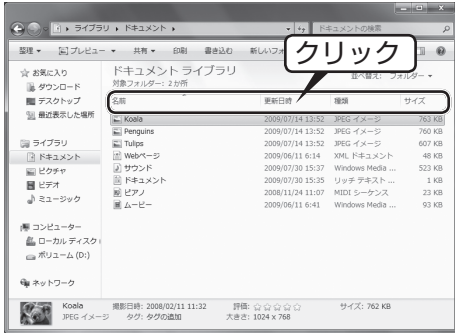 ライブラリ ▸ ドキュメント ▸
ドキュメントの検索
整理 ▼ プレビュー ▼ 共有 ▼ 印刷 書き込む 新しいフォ
クリック
ドキュメント ライブラリ
対象フォルダー: 2か所
並べ替え: フォルダー ▼
名前 更新日時 種類 サイズ
Koala 2009/07/14 13:52 JPEG イメージ 763 KB
Penguins 2009/07/14 13:52 JPEG イメージ 760 KB
Tulips 2009/07/14 13:52 JPEG イメージ 607 KB
Webページ 2009/06/11 6:14 XML ドキュメント 48 KB
サウンド 2009/07/30 15:37 Windows Media ... 523 KB
ドキュメント 2009/07/30 15:35 リッチ テキスト ... 1 KB
ピアノ 2008/11/24 11:07 MIDI シーケンス 23 KB
ムービー 2009/06/11 6:41 Windows Media ... 93 KB
お気に入り
ダウンロード
デスクトップ
最近表示した場所
ライブラリ
ドキュメント
ピクチャ
ビデオ
ミュージック
コンピューター
ローカル ディスク (
ボリューム (D:)
ネットワーク
Koala 撮影日時: 2008/02/11 11:32 評価: ☆☆☆☆☆ サイズ: 762 KB
JPEG イメージ タグ: タグの追加 大きさ: 1024 x 768